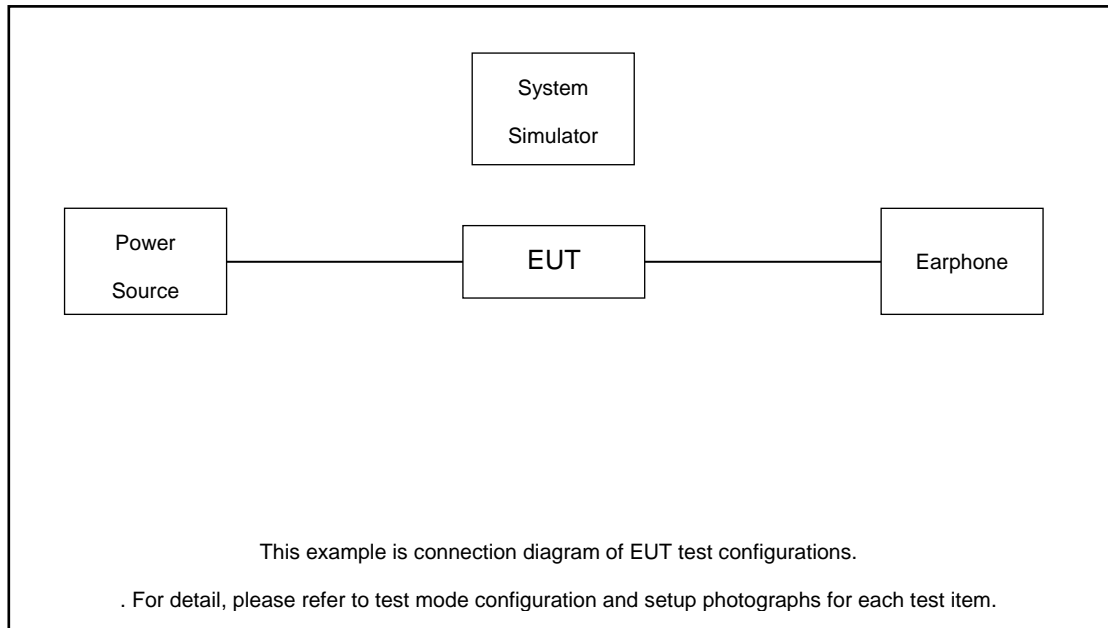 System
Simulator
Power
Source
EUT
Earphone
This example is connection diagram of EUT test configurations.
. For detail, please refer to test mode configuration and setup photographs for each test item.